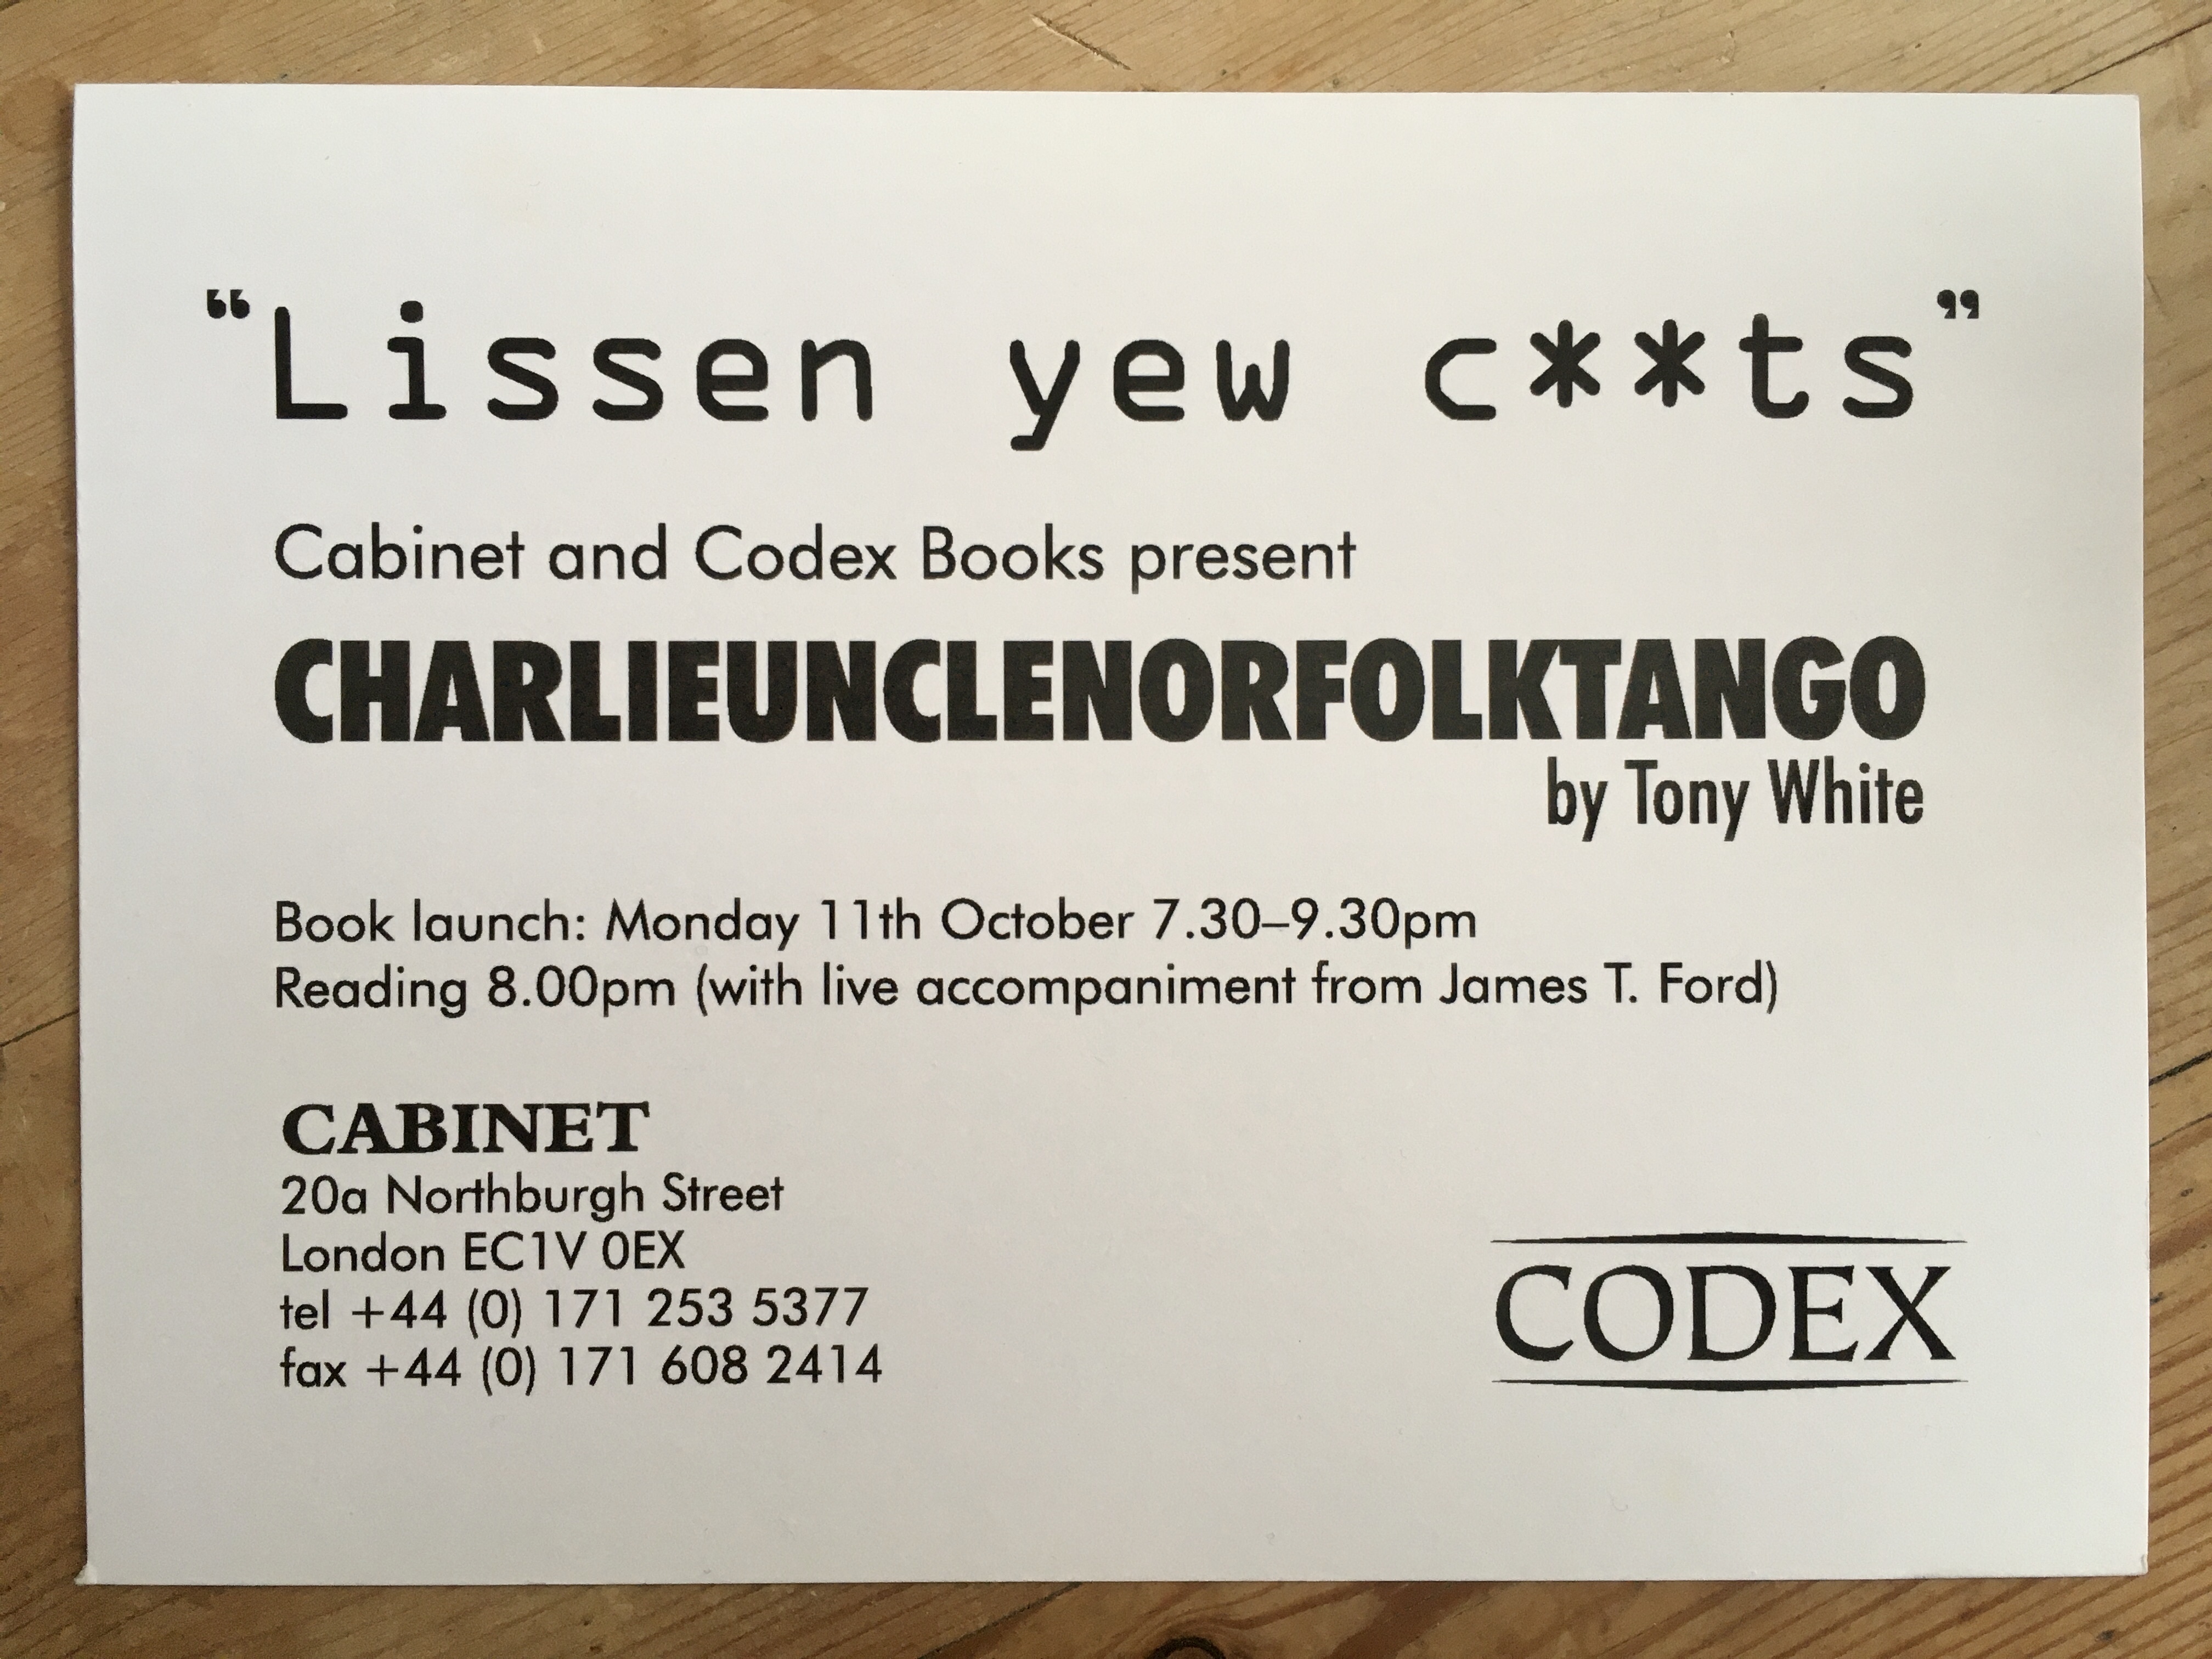 “Lissen yew c**ts”
Cabinet and Codex Books present
CHARLIEUNCLENORFOLKTANGO
by Tony White
Book launch: Monday 11th October 7.30–9.30pm
Reading 8.00pm (with live accompaniment from James T. Ford)
CABINET
20a Northburgh Street
London EC1V 0EX
tel +44 (0) 171 253 5377
fax +44 (0) 171 608 2414
CODEX